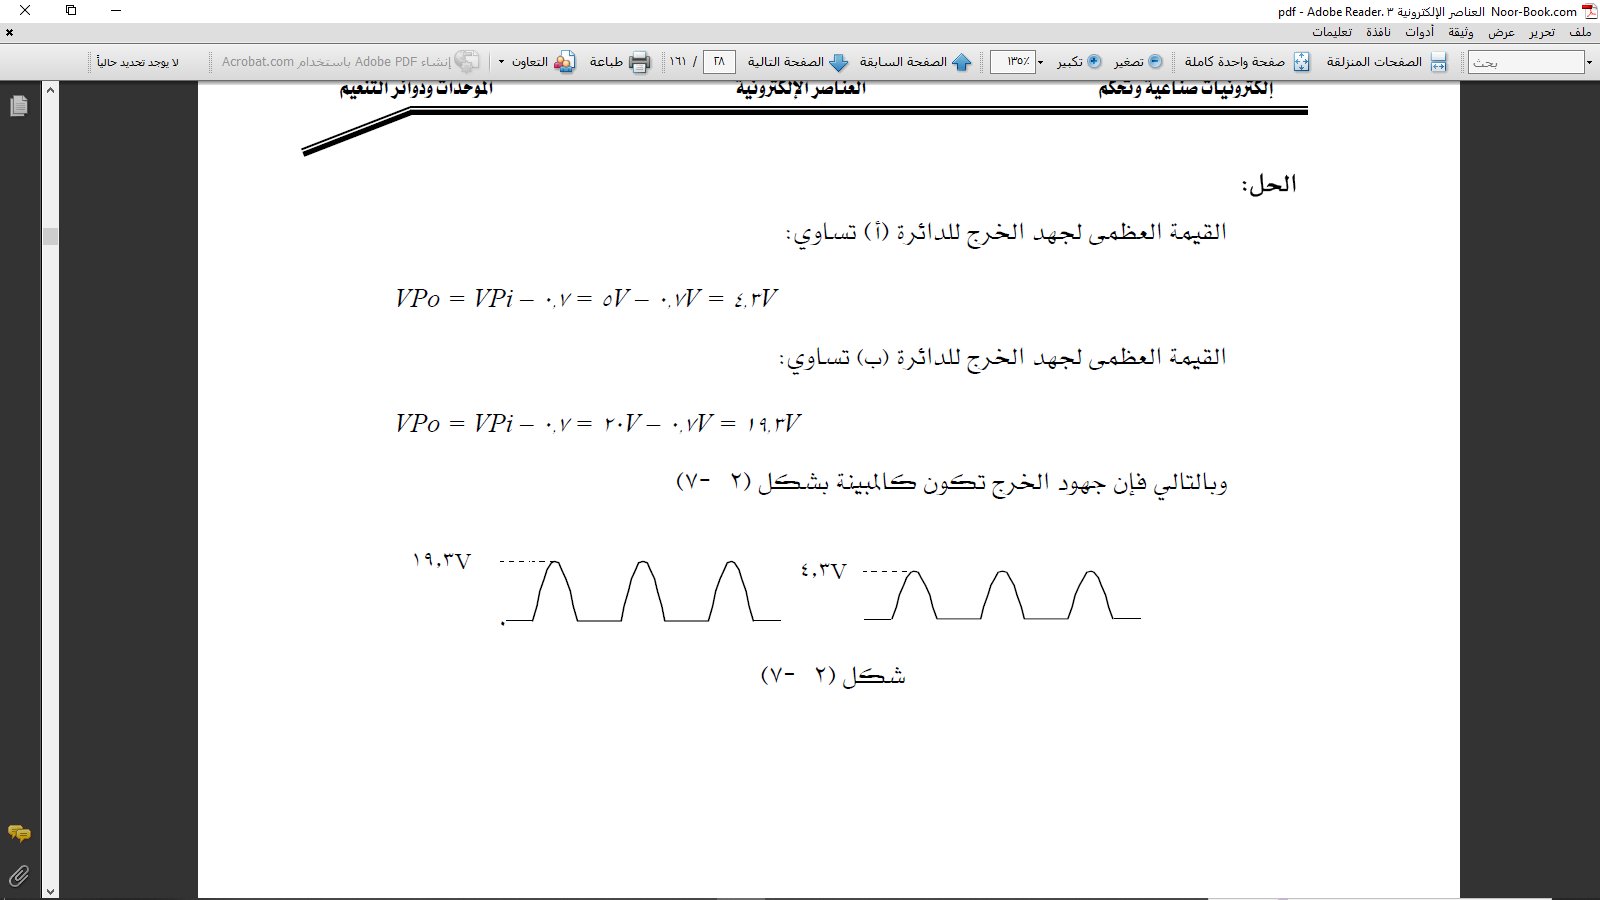 Noor-Book.com العناصر الإلكترونية ٣ .pdf - Adobe Reader
ملف تحرير عرض وثيقة أدوات نافذة تعليمات
بحث الصفحات المنزلقة صفحة واحدة كاملة تصغير تكبير ١٣٥٪ الصفحة السابقة الصفحة التالية ٢٨ / ١٦١ طباعة التعاون إنشاء Adobe PDF باستخدام Acrobat.com لا يوجد تحديد حالياً
إلكترونيات صناعية وتحكم العناصر الإلكترونية الموحدات ودوائر التنعيم
الحل:
القيمة العظمى لجهد الخرج للدائرة (أ) تساوي:
VPo = VPi – ٠,٧ = ٥V – ٠,٧V = ٤,٣V
القيمة العظمى لجهد الخرج للدائرة (ب) تساوي:
VPo = VPi – ٠,٧ = ٢٠V – ٠,٧V = ١٩,٣V
وبالتالي فإن جهود الخرج تكون كالمبينة بشكل (٢ -٧)
١٩,٣V
٤,٣V
شكل (٢ -٧)